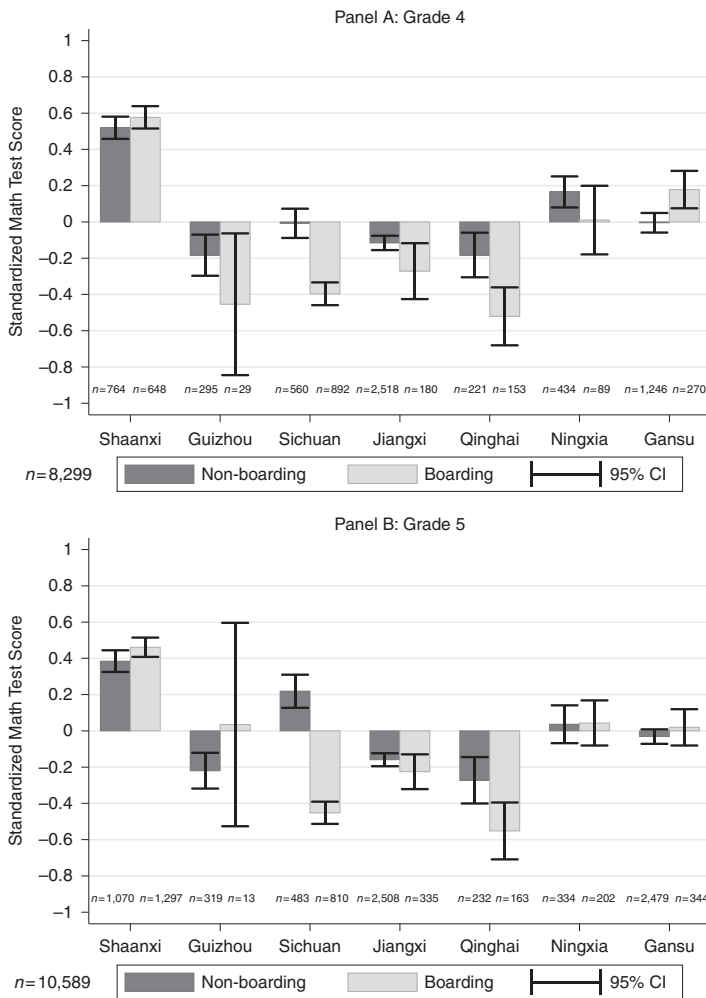 Panel A: Grade 4
Standardized Math Test Score
1
0.8
0.6
0.4
0.2
0
−0.2
−0.4
−0.6
−0.8
−1
n=764 n=648 n=295 n=29 n=560 n=892 n=2,518 n=180 n=221 n=153 n=434 n=89 n=1,246 n=270
Shaanxi Guizhou Sichuan Jiangxi Qinghai Ningxia Gansu
n=8,299 Non-boarding Boarding 95% CI
Panel B: Grade 5
Standardized Math Test Score
1
0.8
0.6
0.4
0.2
0
−0.2
−0.4
−0.6
−0.8
−1
n=1,070 n=1,297 n=319 n=13 n=483 n=810 n=2,508 n=335 n=232 n=163 n=334 n=202 n=2,479 n=344
Shaanxi Guizhou Sichuan Jiangxi Qinghai Ningxia Gansu
n=10,589 Non-boarding Boarding 95% CI